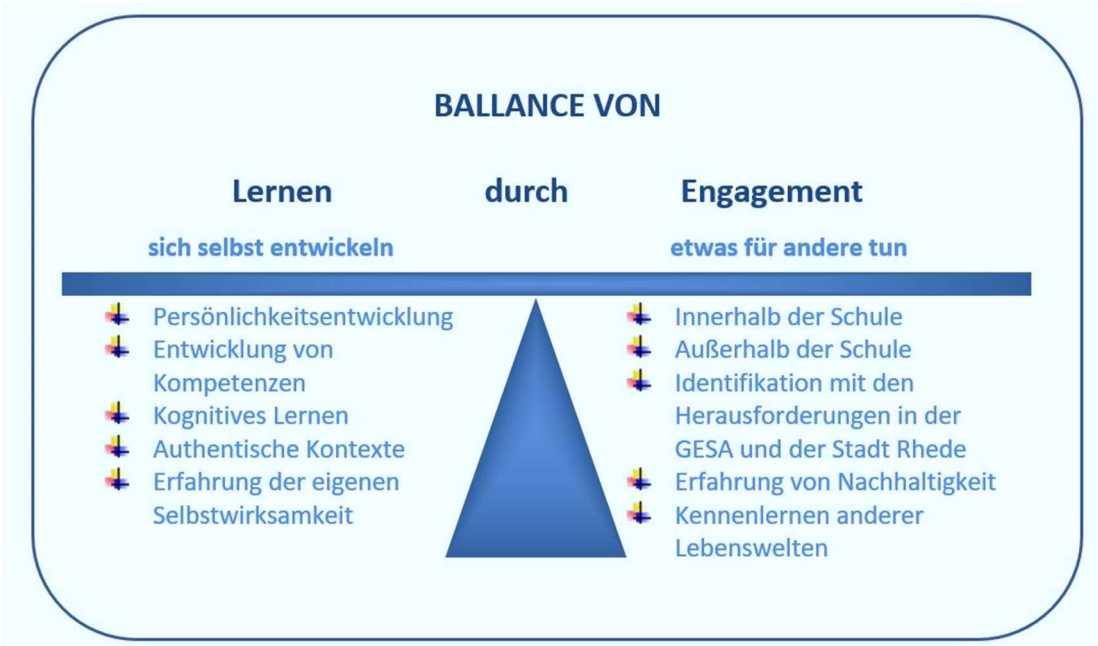 BALLANCE VON
Lernen durch Engagement
sich selbst entwickeln
etwas für andere tun
Persönlichkeitsentwicklung
Entwicklung von
Kompetenzen
Kognitives Lernen
Authentische Kontexte
Erfahrung der eigenen
Selbstwirksamkeit
Innerhalb der Schule
Außerhalb der Schule
Identifikation mit den
Herausforderungen in der
GESA und der Stadt Rhede
Erfahrung von Nachhaltigkeit
Kennenlernen anderer
Lebenswelten